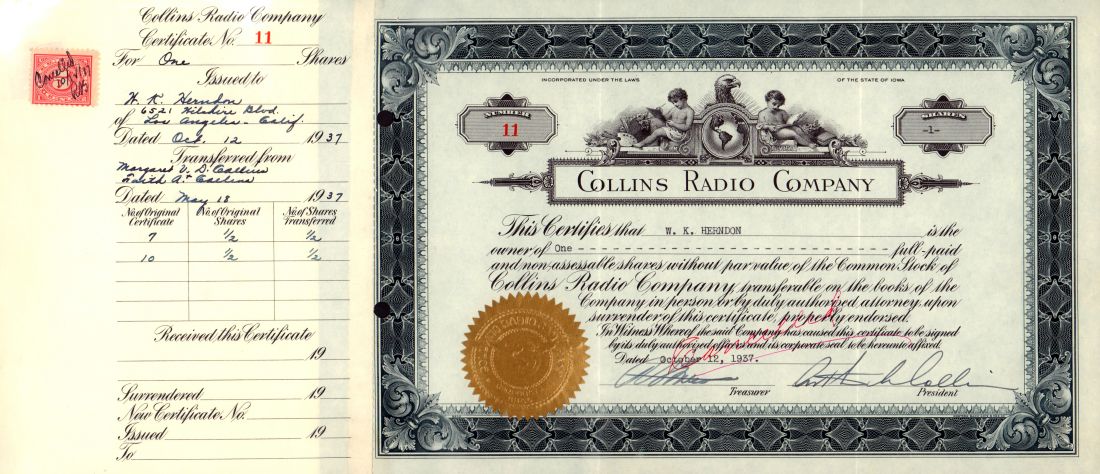 Collins Radio Company
Certificate No. 11
For One Shares
Issued to
W. K. Herndon
6521 Wilshire Blvd.
of Los Angeles - Calif.
Dated Oct. 12 1937
Transferred from
Margaret V. D. Collins
Edith A. Collins
Dated May 18 1937
No. of Original Certificate No. of Original Shares No. of Shares Transferred
7 1/2 1/2
10 1/2 1/2
Received this Certificate
19
Surrendered 19
New Certificate No.
Issued 19
To
Cancelled
INCORPORATED UNDER THE LAWS OF THE STATE OF IOWA
NUMBER
11
SHARES
-1-
COLLINS RADIO COMPANY
This Certifies that W. K. HERNDON is the
owner of One - - - - - - - - - - - - - - - - - - - - - - - - full-paid
and non-assessable shares without par value of the Common Stock of
Collins Radio Company transferable on the books of the
Company in person or by duly authorized attorney upon
surrender of this certificate, properly endorsed.
In Witness Whereof the said Company has caused this certificate to be signed
by its duly authorized officers and its corporate seal to be hereunto affixed
Dated October 12, 1937.
Cancelled
Arthur A. Collins
Treasurer President